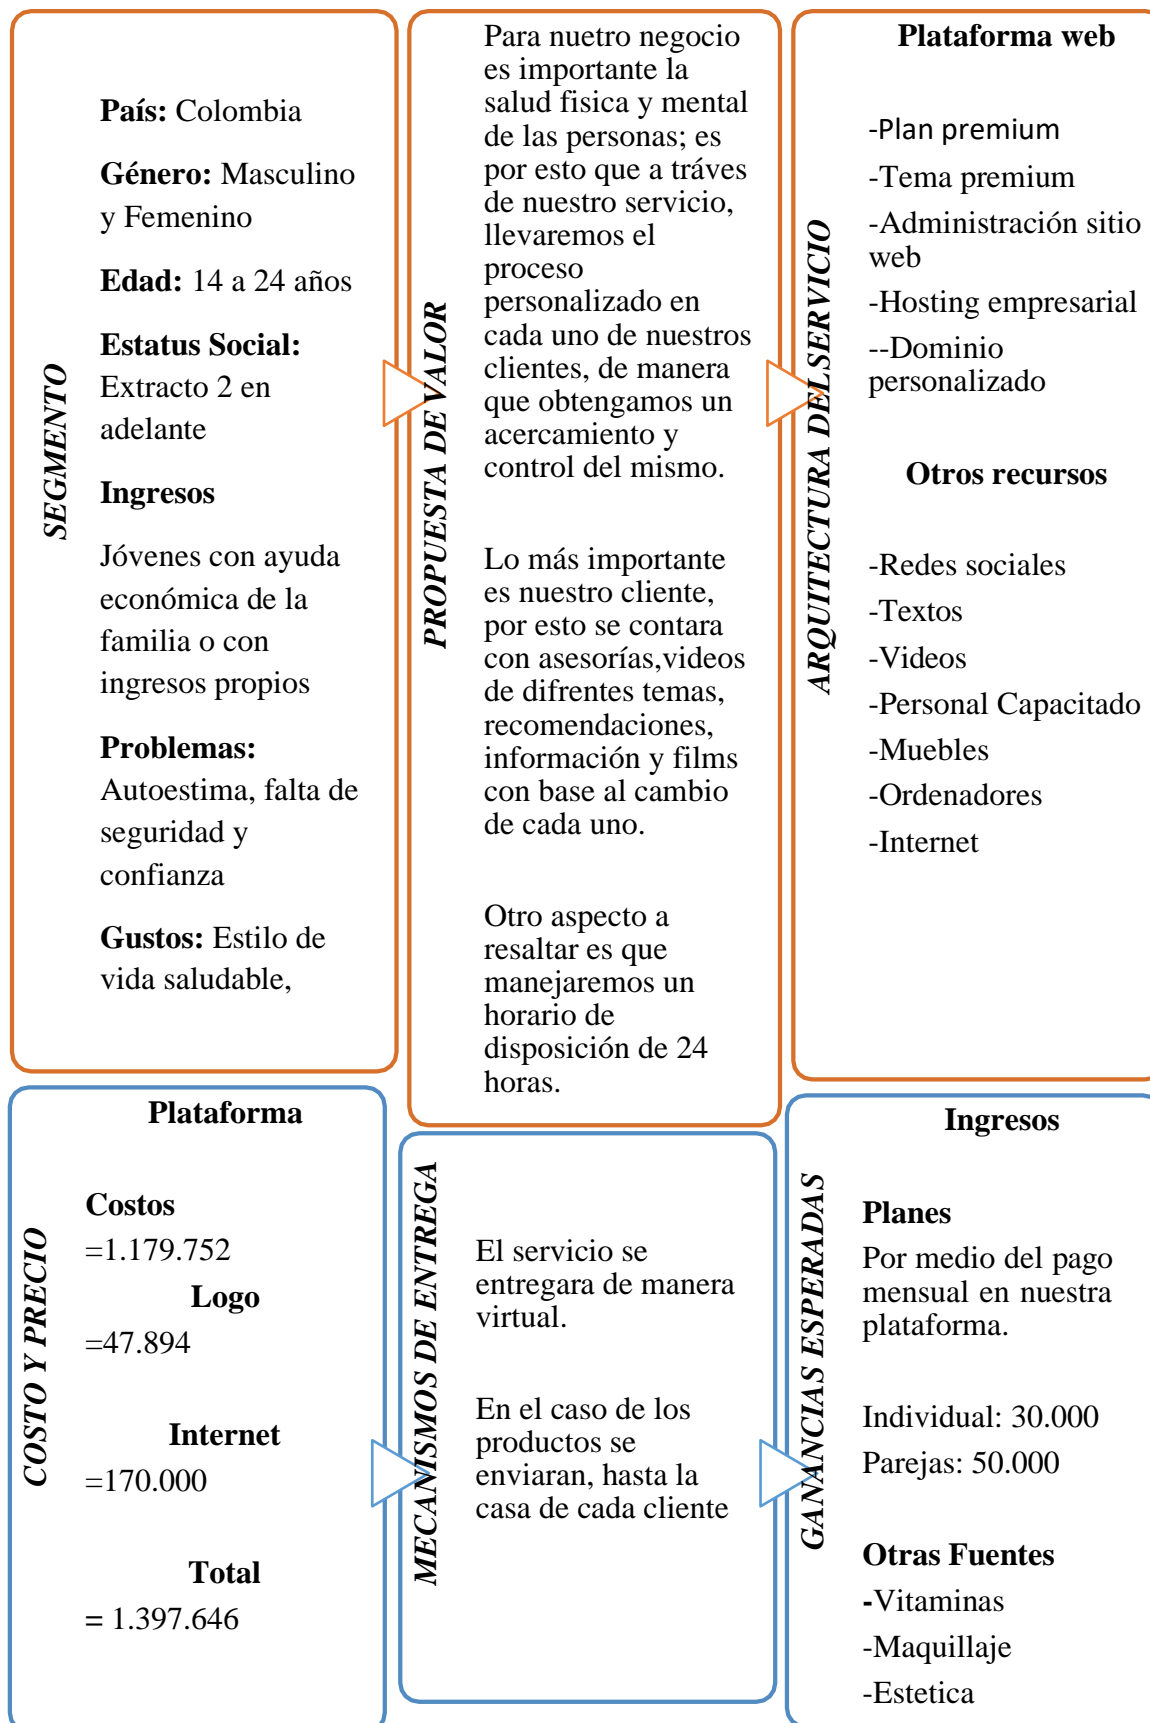 SEGMENTO
País: Colombia
Género: Masculino
y Femenino
Edad: 14 a 24 años
Estatus Social:
Extracto 2 en
adelante
Ingresos
Jóvenes con ayuda
económica de la
familia o con
ingresos propios
Problemas:
Autoestima, falta de
seguridad y
confianza
Gustos: Estilo de
vida saludable,
PROPUESTA DE VALOR
Para nuetro negocio
es importante la
salud fisica y mental
de las personas; es
por esto que a tráves
de nuestro servicio,
llevaremos el
proceso
personalizado en
cada uno de nuestros
clientes, de manera
que obtengamos un
acercamiento y
control del mismo.
Lo más importante
es nuestro cliente,
por esto se contara
con asesorías,videos
de difrentes temas,
recomendaciones,
información y films
con base al cambio
de cada uno.
Otro aspecto a
resaltar es que
manejaremos un
horario de
disposición de 24
horas.
ARQUITECTURA DELSERVICIO
Plataforma web
-Plan premium
-Tema premium
-Administración sitio
web
-Hosting empresarial
--Dominio
personalizado
Otros recursos
-Redes sociales
-Textos
-Videos
-Personal Capacitado
-Muebles
-Ordenadores
-Internet
COSTO Y PRECIO
Plataforma
Costos
=1.179.752
Logo
=47.894
Internet
=170.000
Total
= 1.397.646
MECANISMOS DE ENTREGA
El servicio se
entregara de manera
virtual.
En el caso de los
productos se
enviaran, hasta la
casa de cada cliente
GANANCIAS ESPERADAS
Ingresos
Planes
Por medio del pago
mensual en nuestra
plataforma.
Individual: 30.000
Parejas: 50.000
Otras Fuentes
-Vitaminas
-Maquillaje
-Estetica